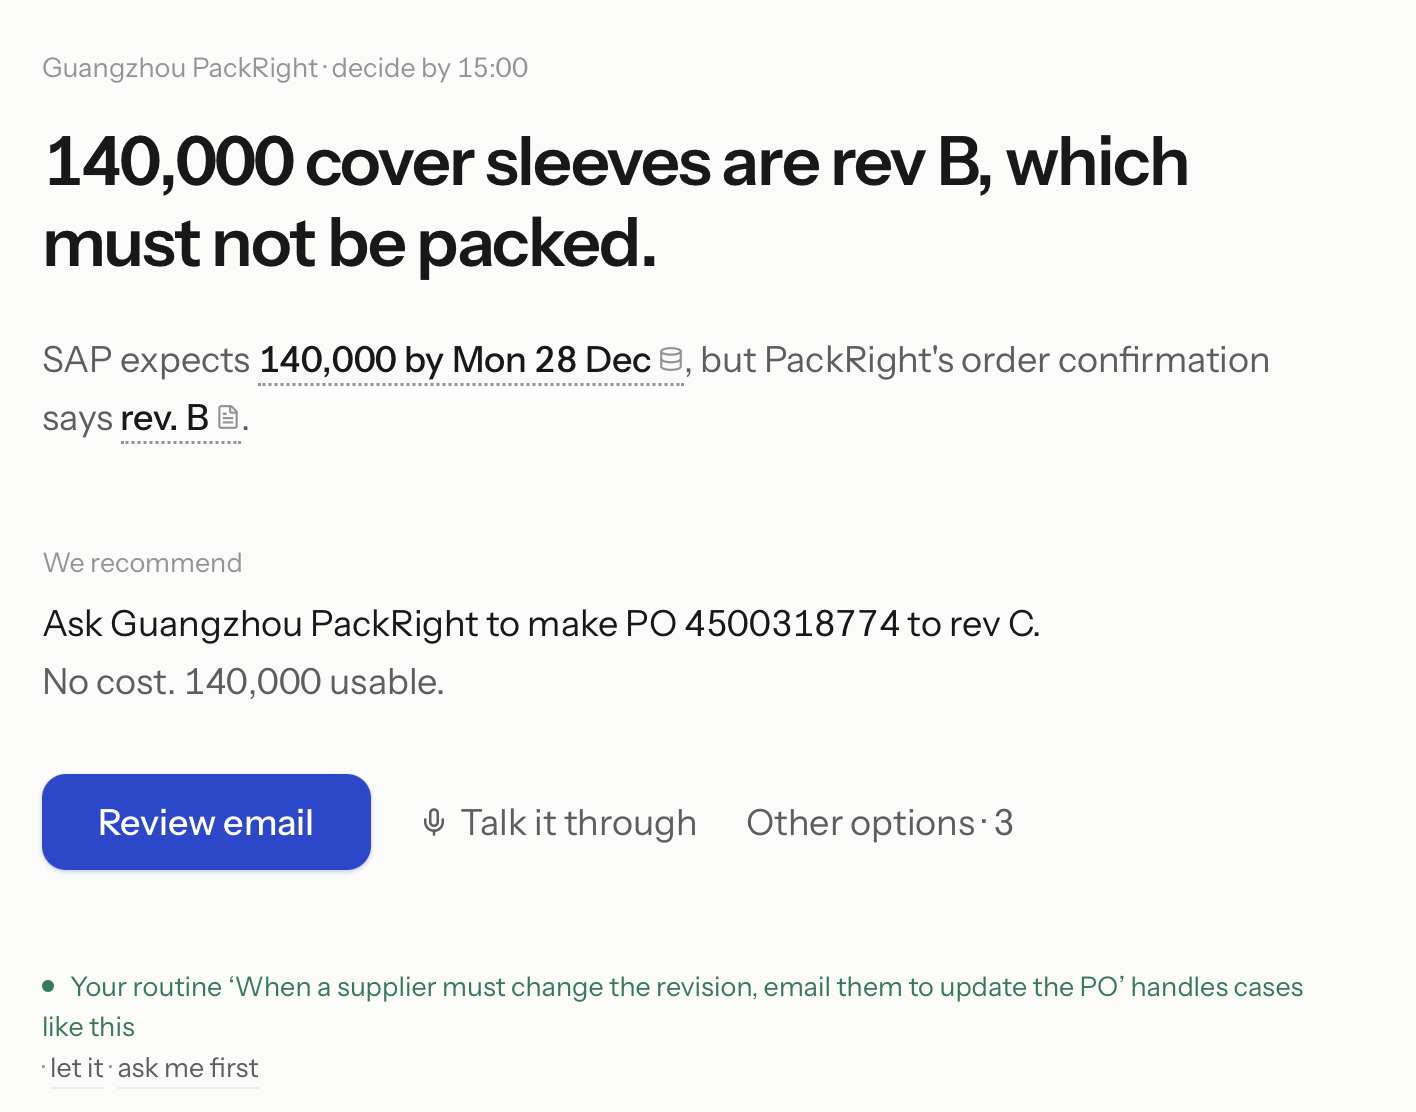 Guangzhou PackRight · decide by 15:00
140,000 cover sleeves are rev B, which
must not be packed.
SAP expects 140,000 by Mon 28 Dec, but PackRight's order confirmation
says rev. B.
We recommend
Ask Guangzhou PackRight to make PO 4500318774 to rev C.
No cost. 140,000 usable.
Review email Talk it through Other options · 3
• Your routine ‘When a supplier must change the revision, email them to update the PO’ handles cases
like this
· let it · ask me first